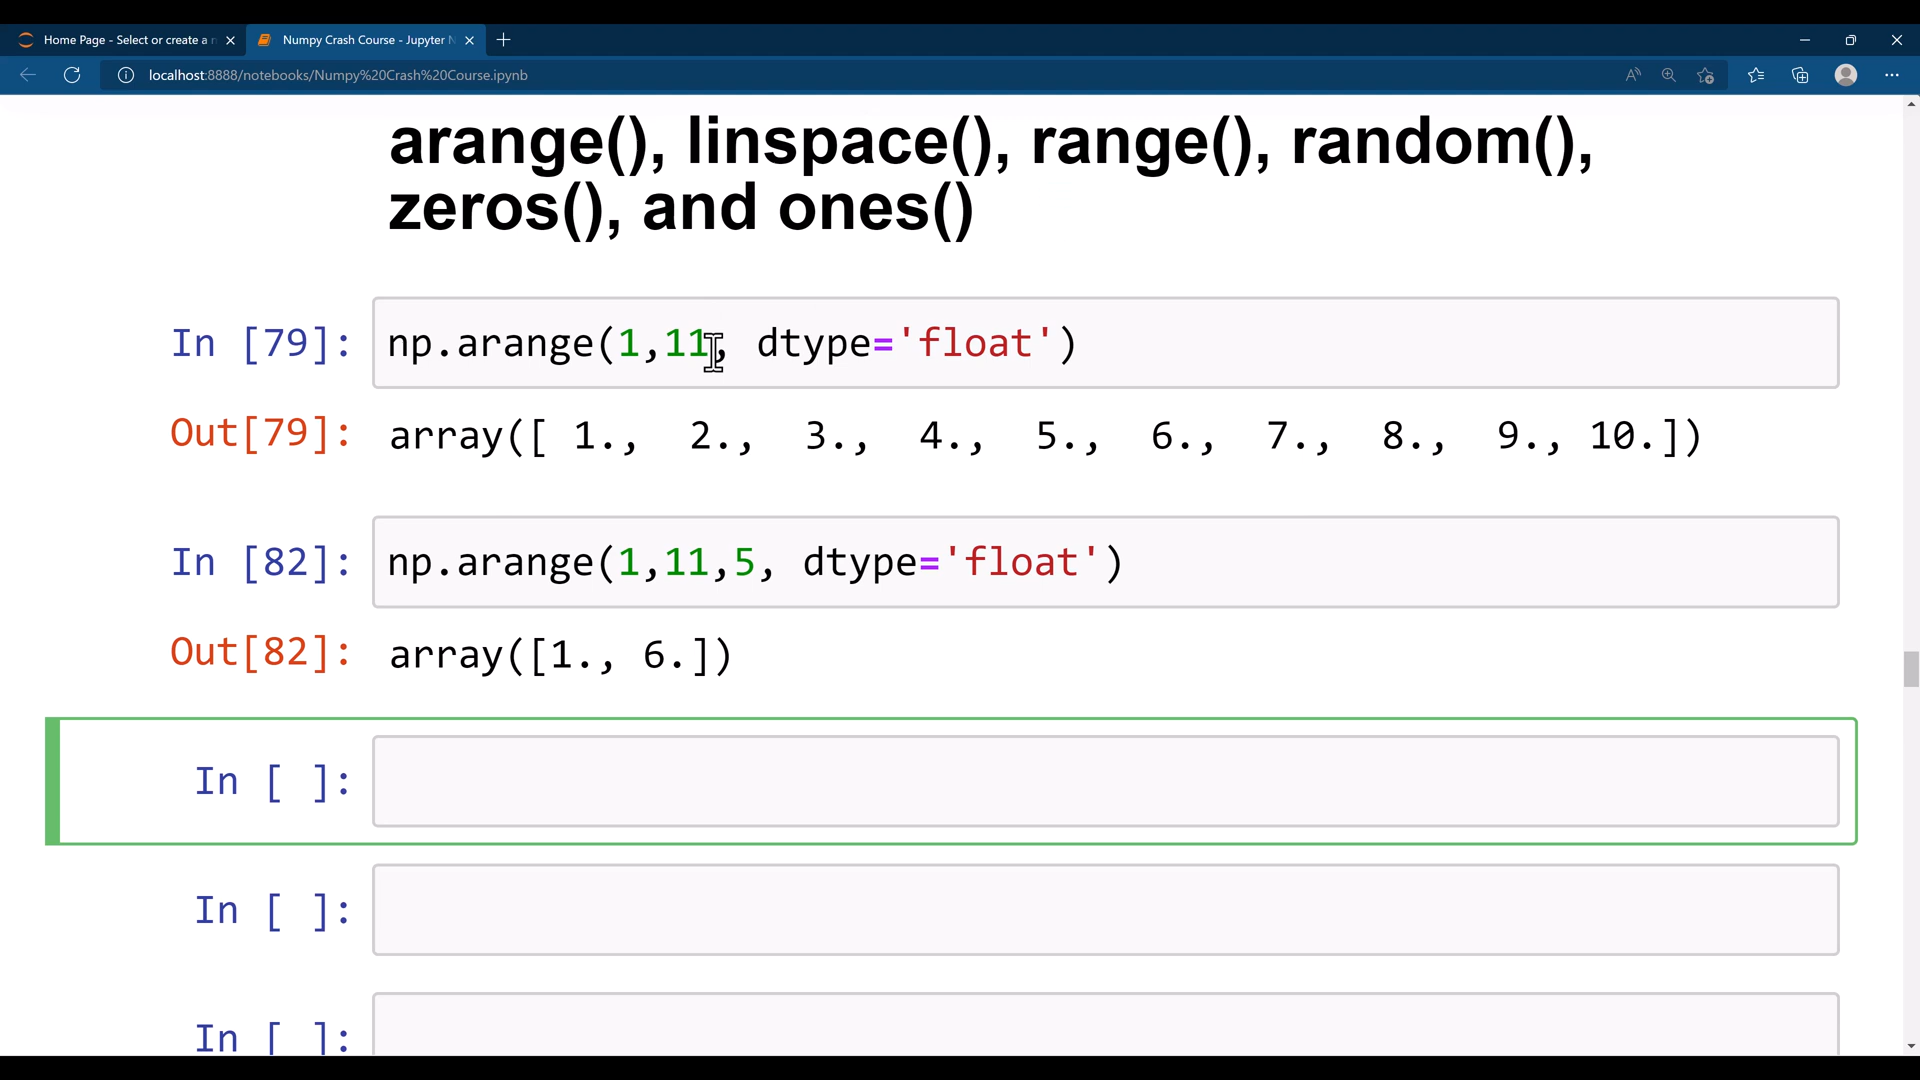 Home Page - Select or create a n
Numpy Crash Course - Jupyter N
localhost:8888/notebooks/Numpy%20Crash%20Course.ipynb
arange(), linspace(), range(), random(),
zeros(), and ones()
In [79]: np.arange(1,11, dtype='float')
Out[79]: array([ 1.,  2.,  3.,  4.,  5.,  6.,  7.,  8.,  9., 10.])
In [82]: np.arange(1,11,5, dtype='float')
Out[82]: array([1., 6.])
In [ ]:
In [ ]:
In [ ]: